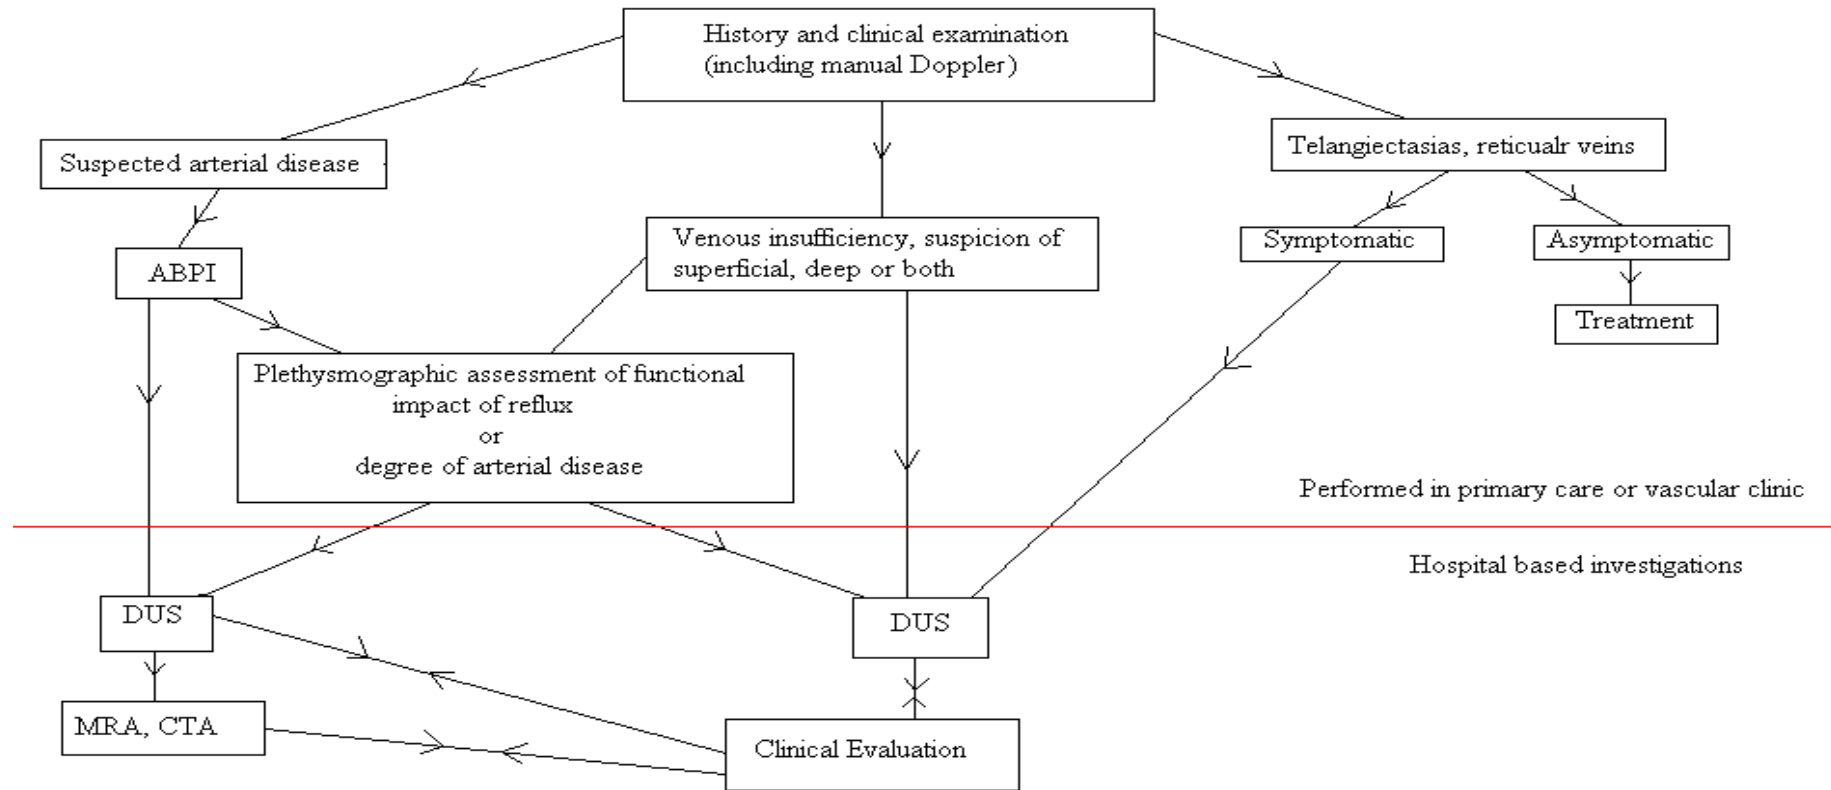 History and clinical examination
(including manual Doppler)
Suspected arterial disease
Telangiectasias, reticualr veins
ABPI
Venous insufficiency, suspicion of
superficial, deep or both
Symptomatic
Asymptomatic
Treatment
Plethysmographic assessment of functional
impact of reflux
or
degree of arterial disease
Performed in primary care or vascular clinic
Hospital based investigations
DUS
DUS
MRA, CTA
Clinical Evaluation